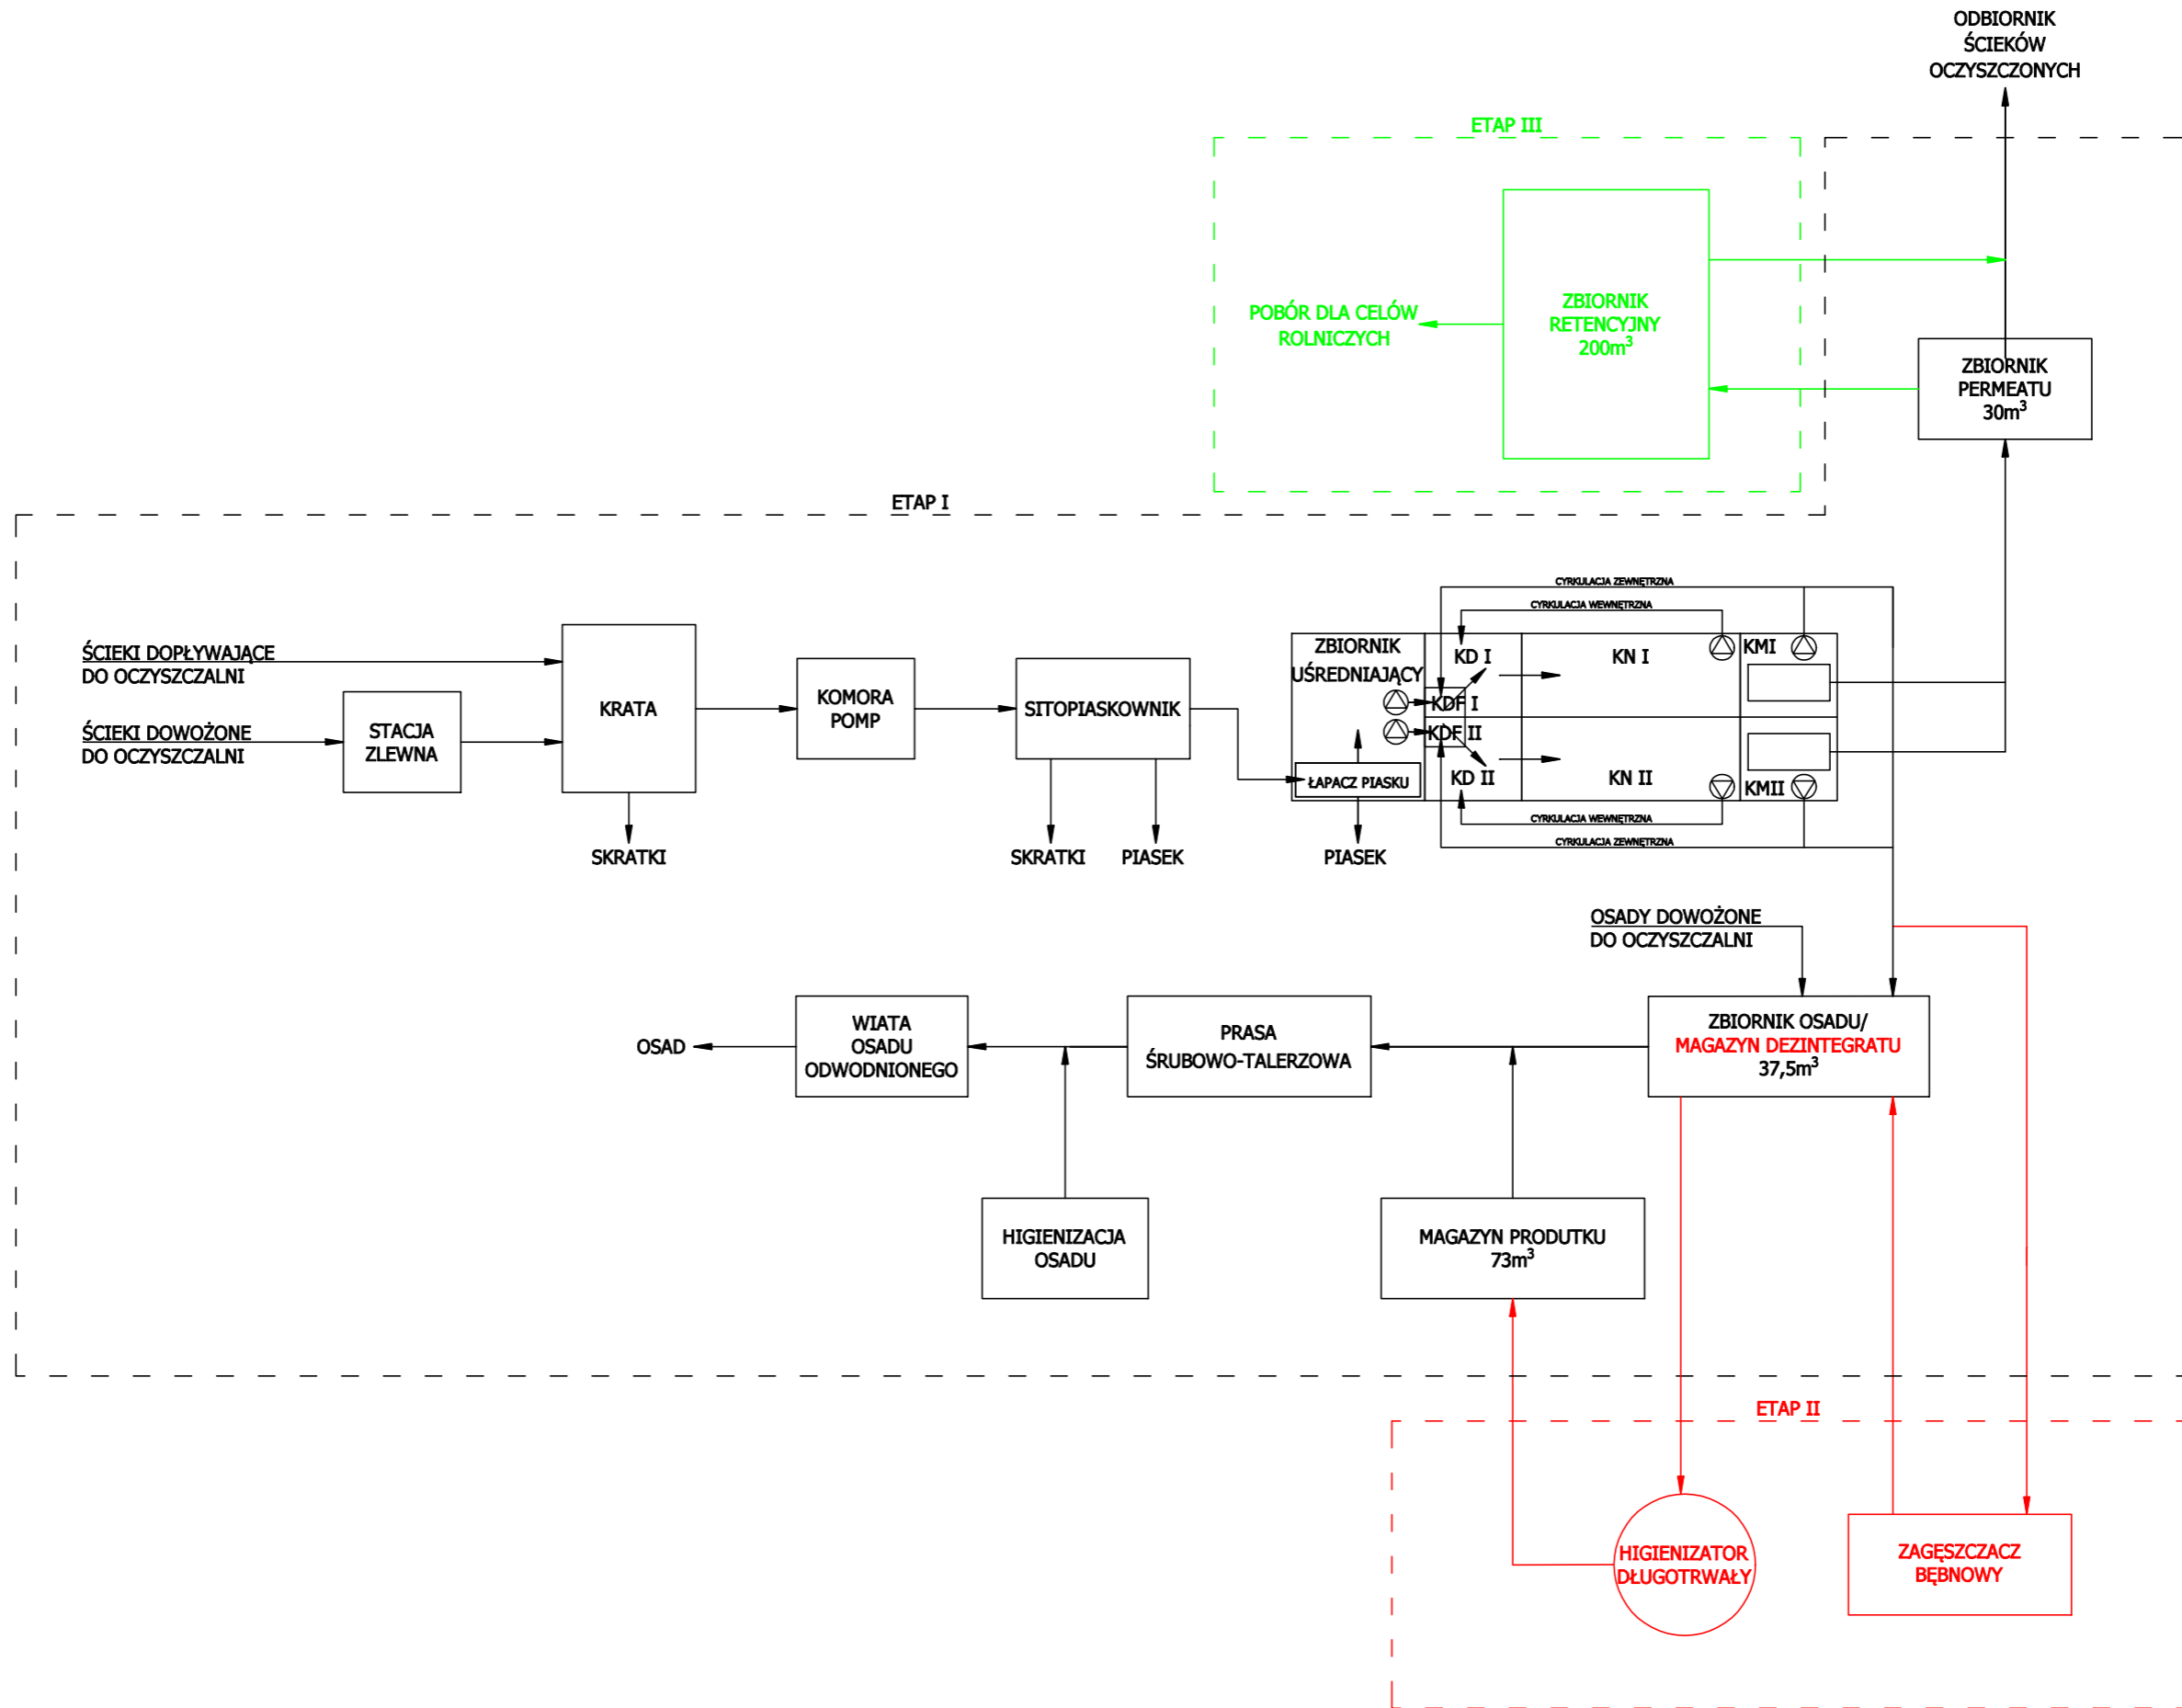 ODBIORNIK
ŚCIEKÓW
OCZYSZCZONYCH
ETAP III
POBÓR DLA CELÓW
ROLNICZYCH
ZBIORNIK
RETENCYJNY
200m³
ZBIORNIK
PERMEATU
30m³
ETAP I
ŚCIEKI DOPŁYWAJĄCE
DO OCZYSZCZALNI
ŚCIEKI DOWOŻONE
DO OCZYSZCZALNI
STACJA
ZLEWNA
KRATA
SKRATKI
KOMORA
POMP
SITOPIASKOWNIK
SKRATKI
PIASEK
ZBIORNIK
UŚREDNIAJĄCY
ŁAPACZ PIASKU
PIASEK
CYRKULACJA ZEWNĘTRZNA
CYRKULACJA WEWNĘTRZNA
KD I
KN I
KMI
KDF I
KDF II
KD II
KN II
KMII
CYRKULACJA WEWNĘTRZNA
CYRKULACJA ZEWNĘTRZNA
OSADY DOWOŻONE
DO OCZYSZCZALNI
OSAD
WIATA
OSADU
ODWODNIONEGO
PRASA
ŚRUBOWO-TALERZOWA
ZBIORNIK OSADU/
MAGAZYN DEZINTEGRATU
37,5m³
HIGIENIZACJA
OSADU
MAGAZYN PRODUTKU
73m³
ETAP II
HIGIENIZATOR
DŁUGOTRWAŁY
ZAGĘSZCZACZ
BĘBNOWY